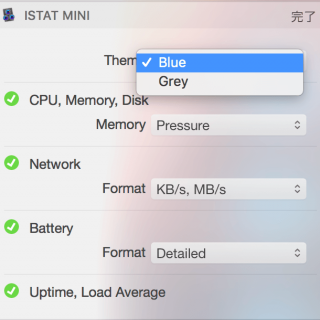 ISTAT MINI 完了
Them
Blue
Grey
CPU, Memory, Disk
Memory Pressure
Network
Format KB/s, MB/s
Battery
Format Detailed
Uptime, Load Average